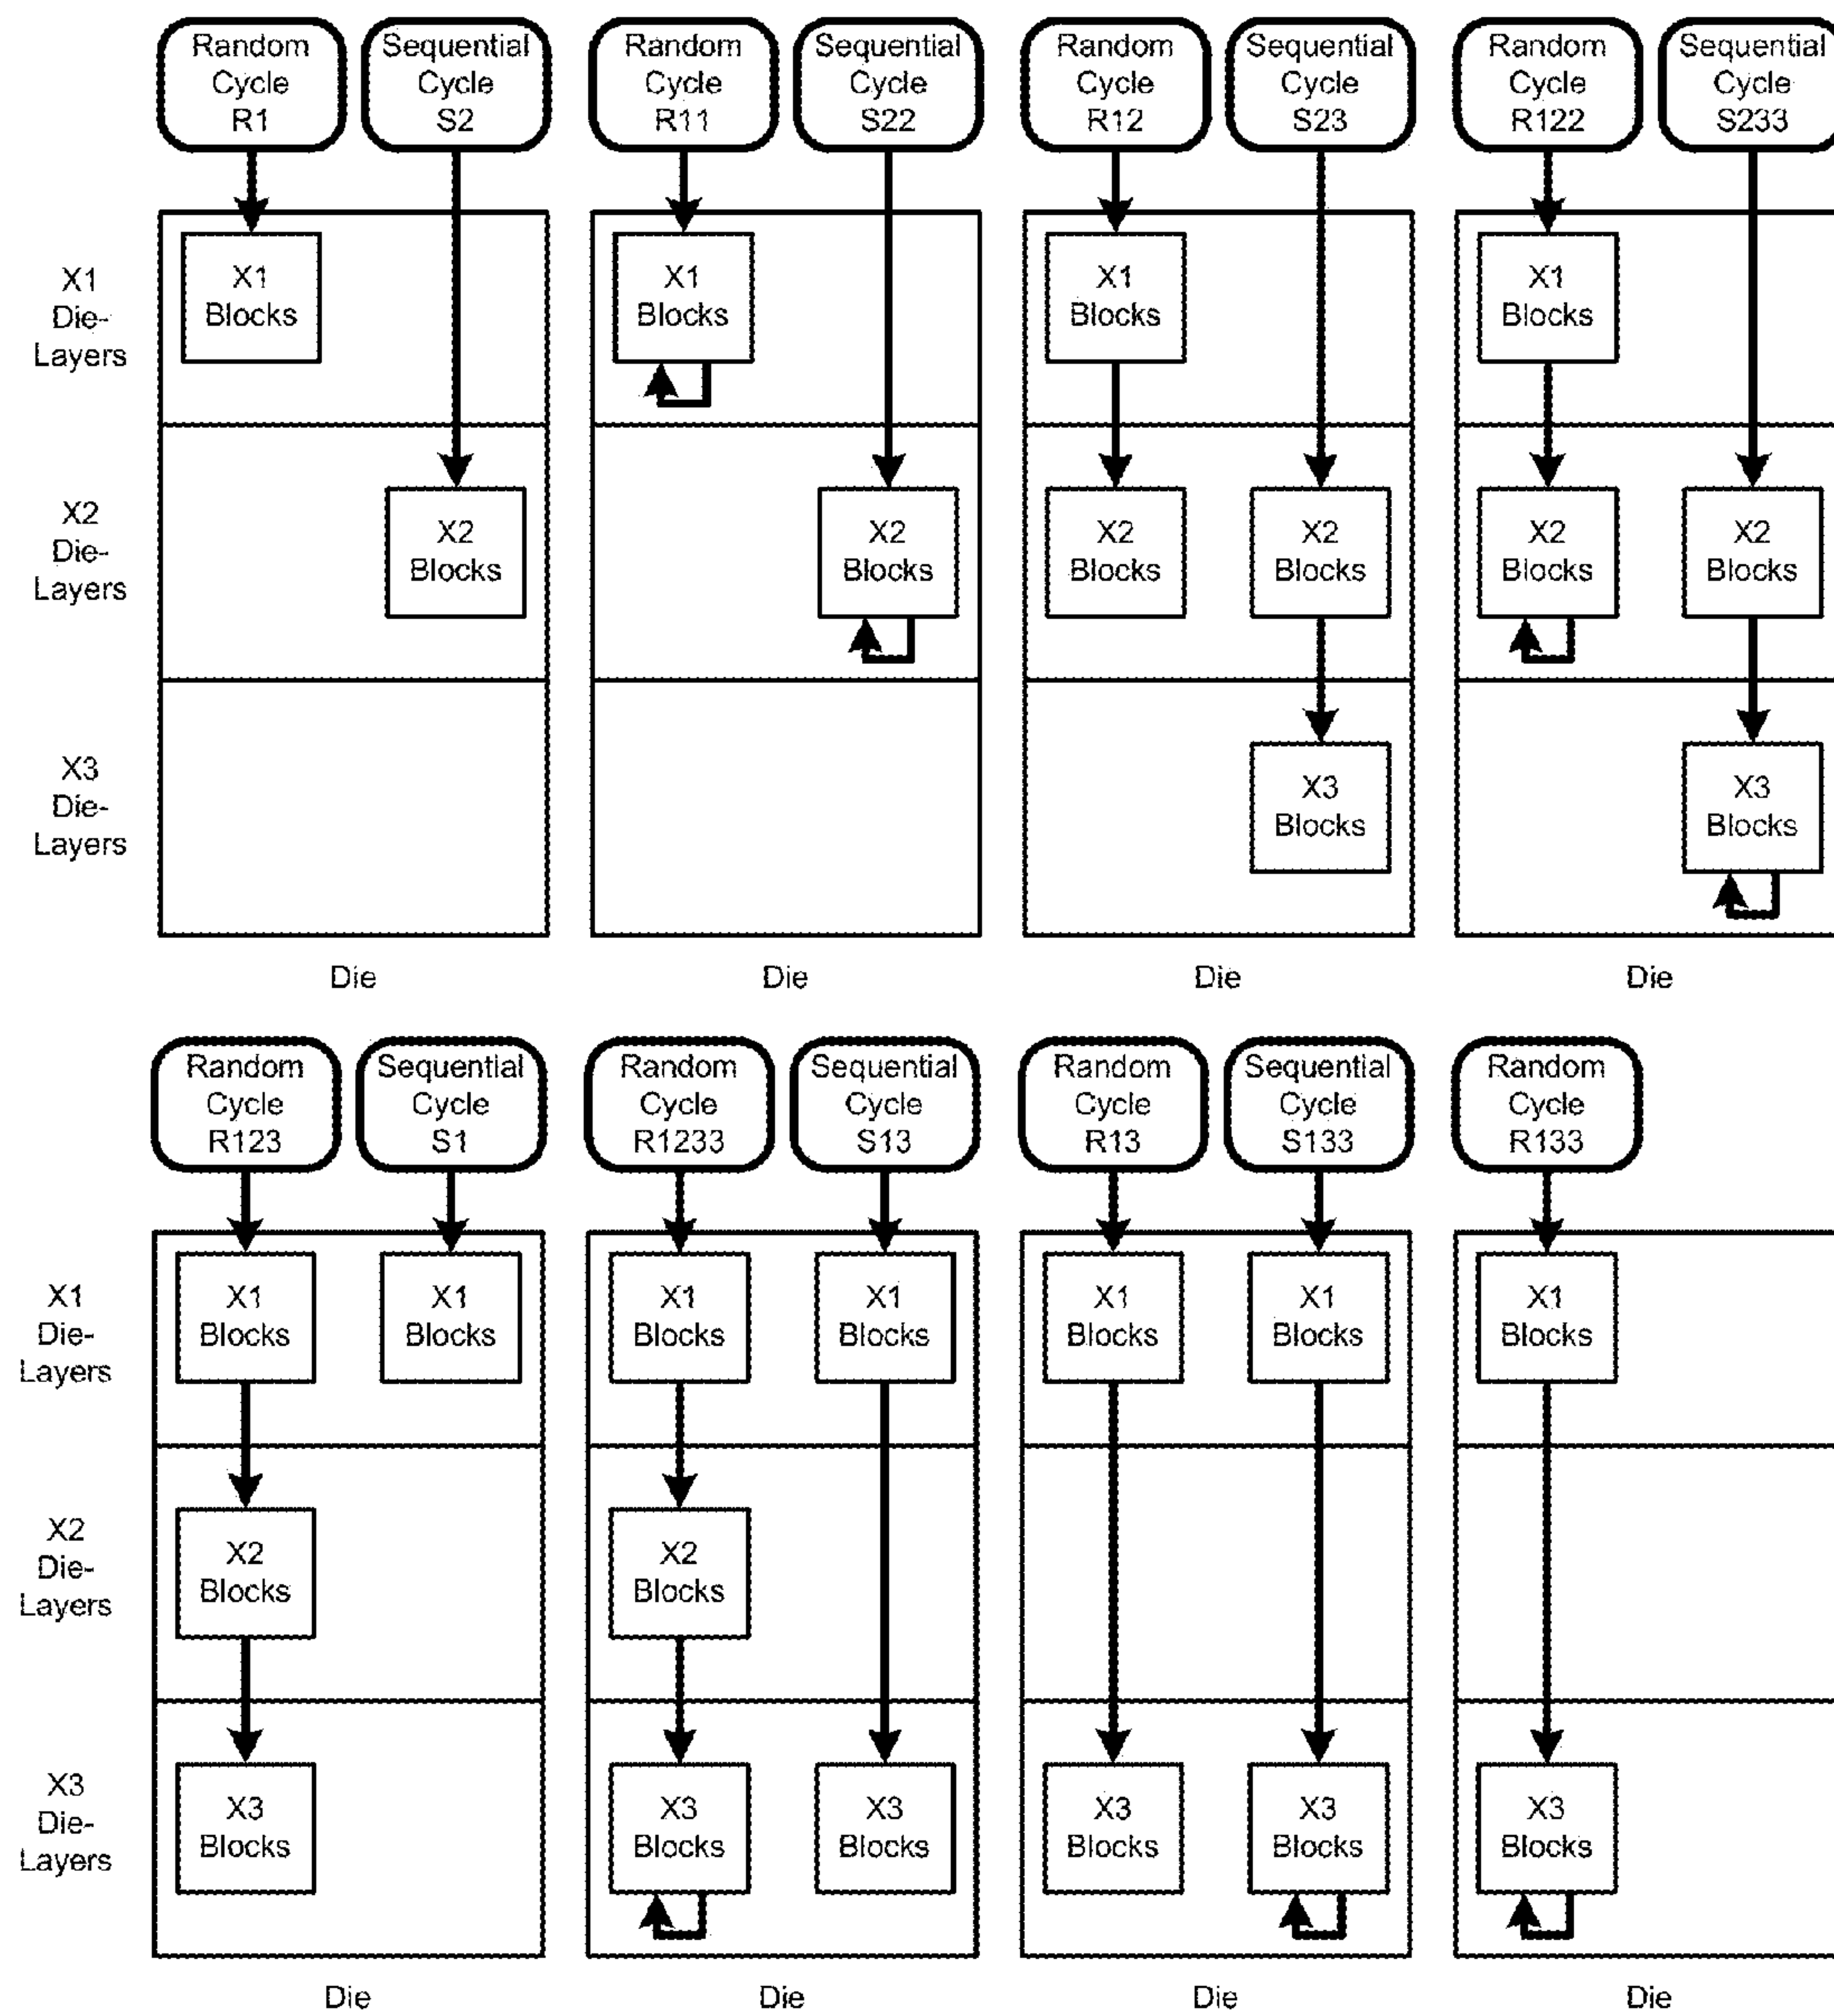 Random
Cycle
R1
Sequential
Cycle
S2
Random
Cycle
R11
Sequential
Cycle
S22
Random
Cycle
R12
Sequential
Cycle
S23
Random
Cycle
R122
Sequential
Cycle
S233
X1
Die-
Layers
X1
Blocks
X1
Blocks
X1
Blocks
X1
Blocks
X2
Die-
Layers
X2
Blocks
X2
Blocks
X2
Blocks
X2
Blocks
X2
Blocks
X2
Blocks
X3
Die-
Layers
X3
Blocks
X3
Blocks
Die
Die
Die
Die
Random
Cycle
R123
Sequential
Cycle
S1
Random
Cycle
R1233
Sequential
Cycle
S13
Random
Cycle
R13
Sequential
Cycle
S133
Random
Cycle
R133
X1
Die-
Layers
X1
Blocks
X1
Blocks
X1
Blocks
X1
Blocks
X1
Blocks
X1
Blocks
X1
Blocks
X2
Die-
Layers
X2
Blocks
X2
Blocks
X3
Die-
Layers
X3
Blocks
X3
Blocks
X3
Blocks
X3
Blocks
X3
Blocks
X3
Blocks
Die
Die
Die
Die